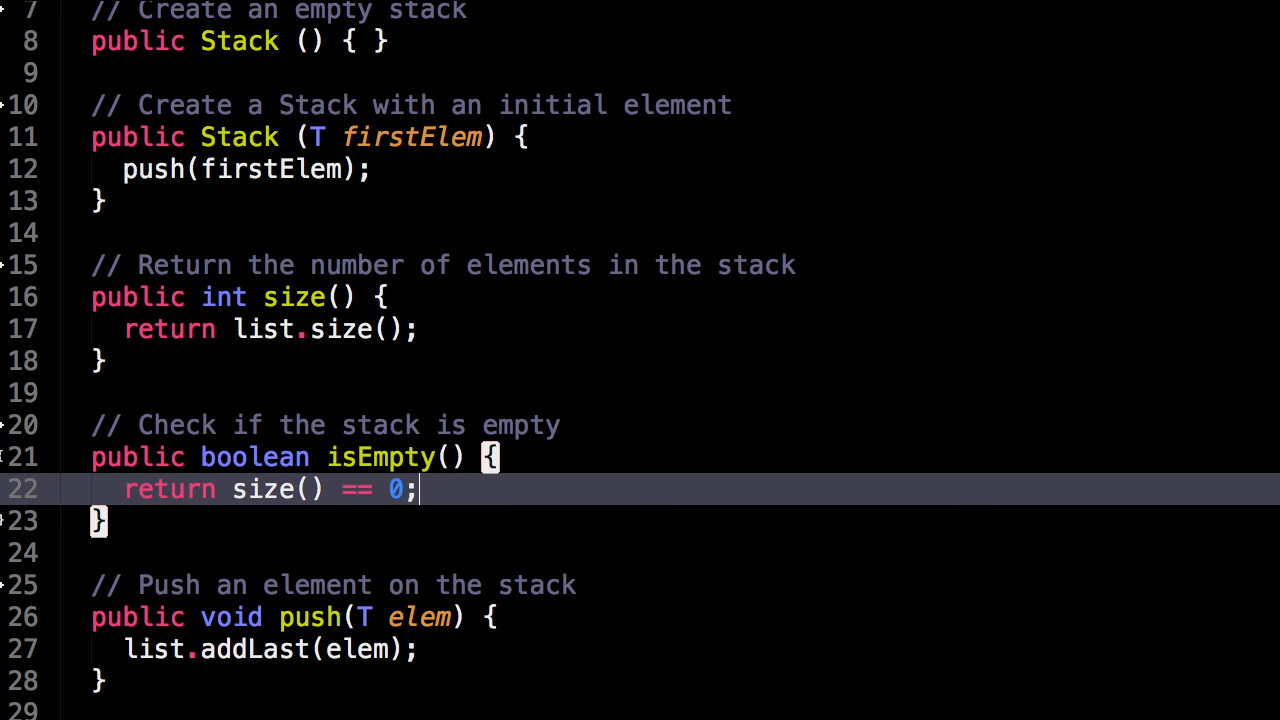 7 // Create an empty stack
8 public Stack () { }
9
10 // Create a Stack with an initial element
11 public Stack (T firstElem) {
12 push(firstElem);
13 }
14
15 // Return the number of elements in the stack
16 public int size() {
17 return list.size();
18 }
19
20 // Check if the stack is empty
21 public boolean isEmpty() {
22 return size() == 0;
23 }
24
25 // Push an element on the stack
26 public void push(T elem) {
27 list.addLast(elem);
28 }
29